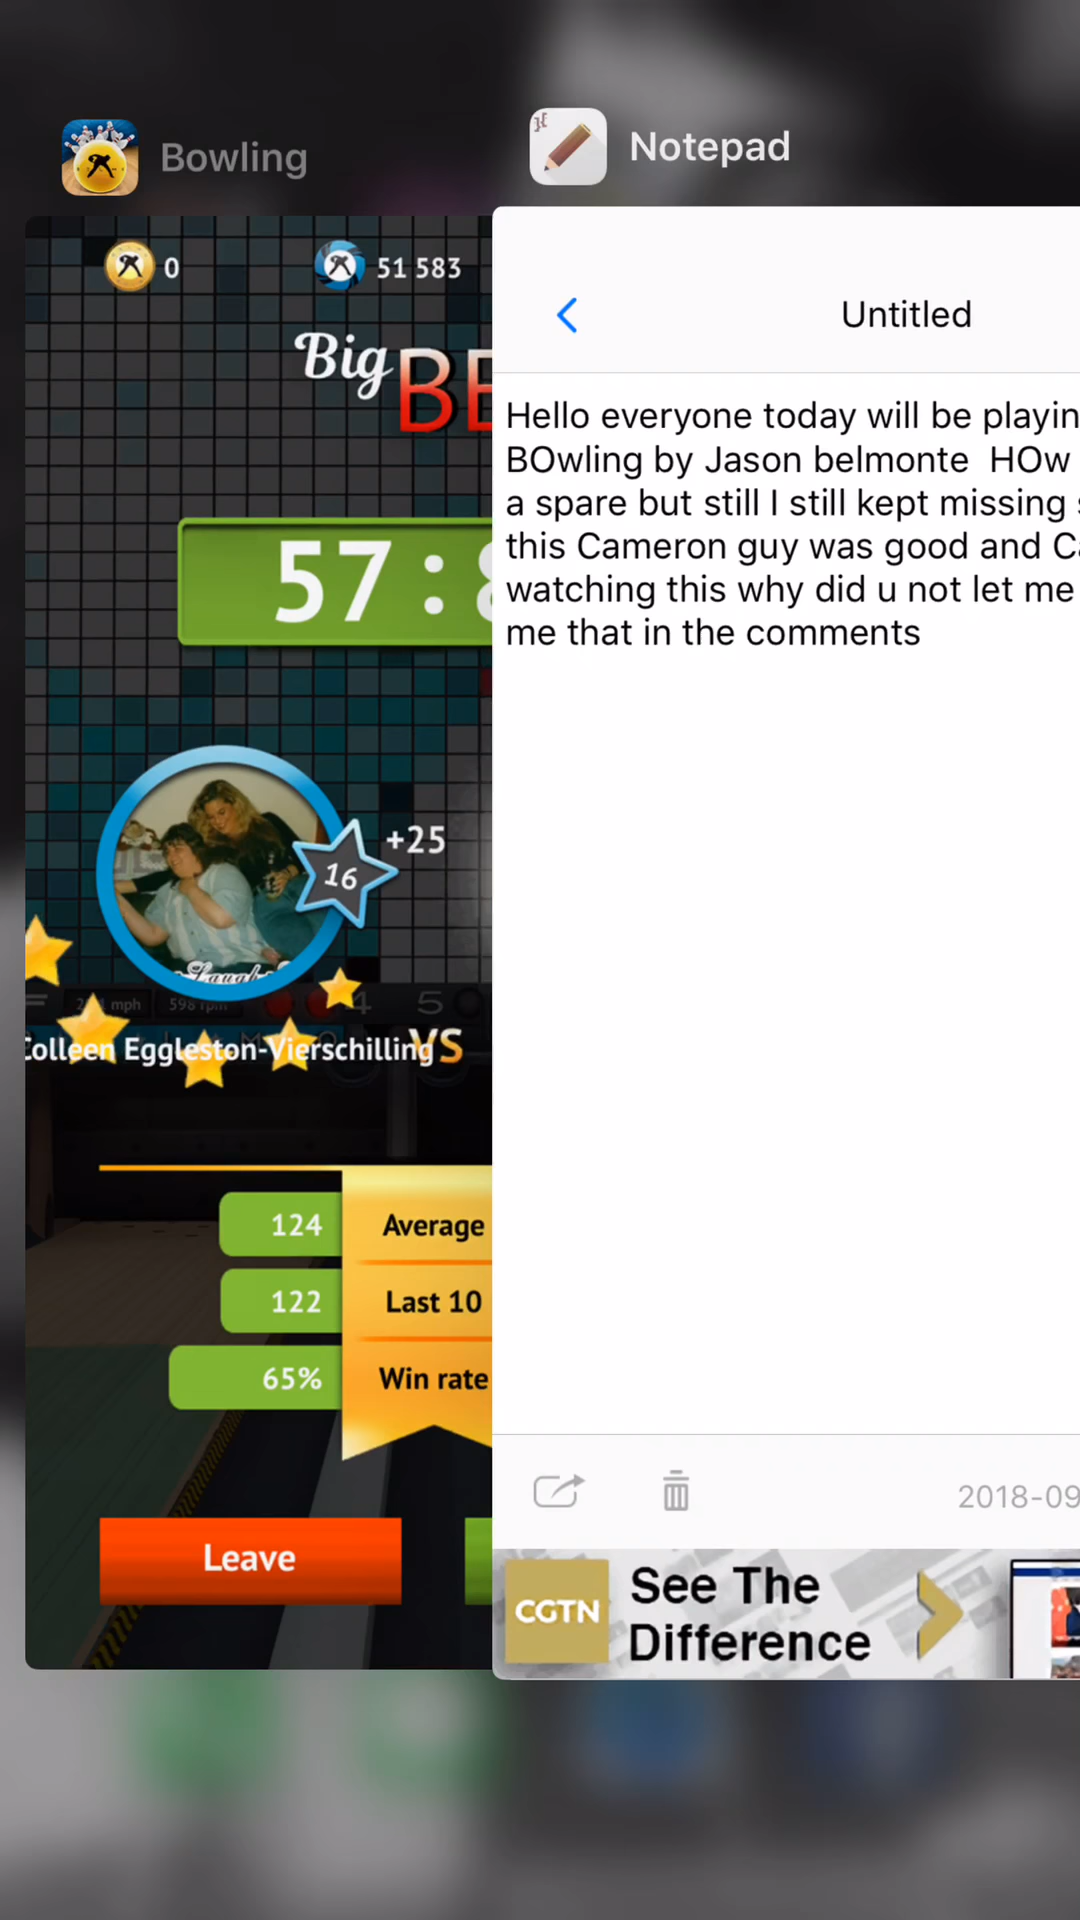 Bowling
Notepad
0
51 583
Big
57:
+25
16
VS
Eggleston-Vierschilling
124 Average
122 Last 10
65% Win rate
Leave
Untitled
Hello everyone today will be
BOwling by Jason belmonte HOw
a spare but still I still kept missing
this Cameron guy was good and
watching this why did u not let me
me that in the comments
2018-09
CGTN
See The
Difference